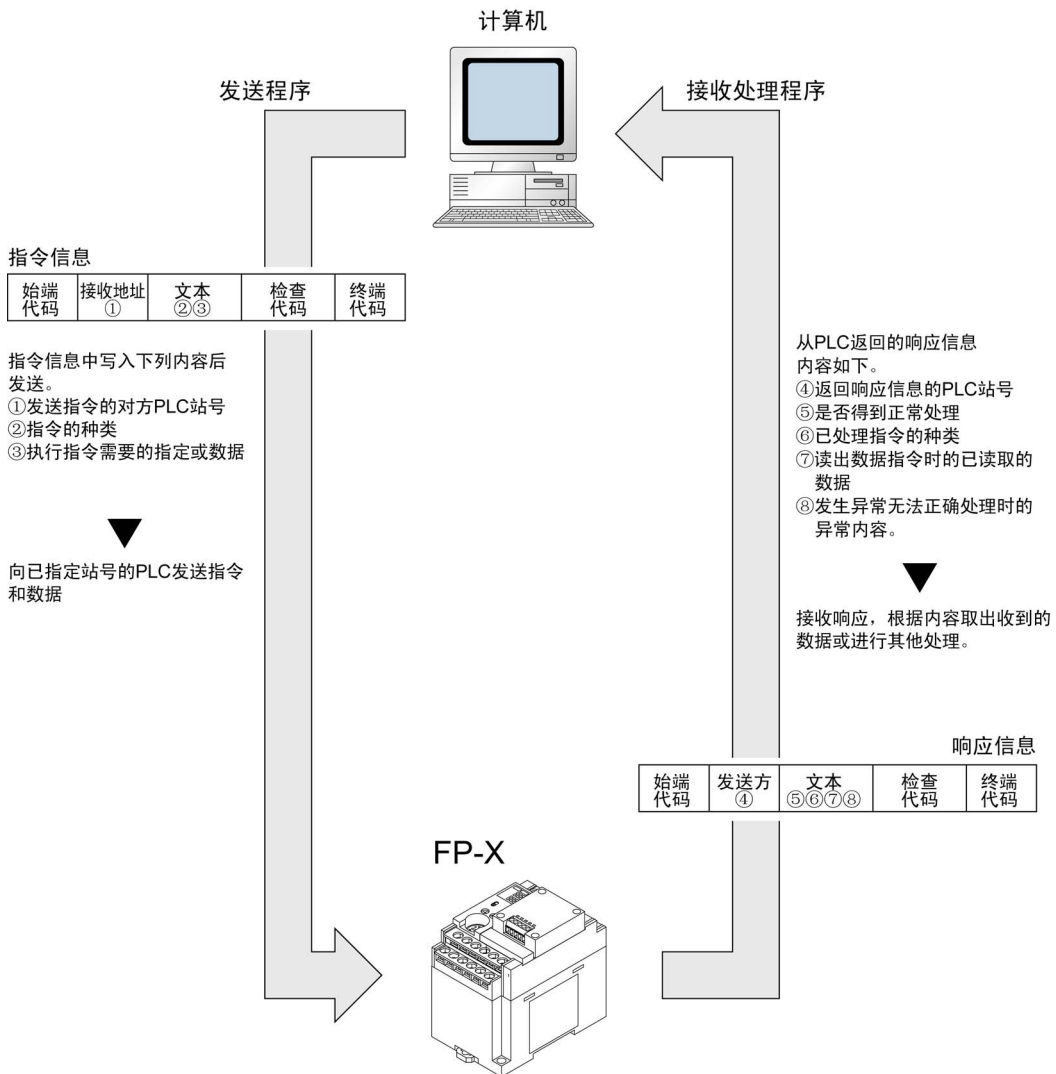 计算机
发送程序
接收处理程序
指令信息
始端
代码
接收地址
①
文本
②③
检查
代码
终端
代码
指令信息中写入下列内容后
发送。
①发送指令的对方PLC站号
②指令的种类
③执行指令需要的指定或数据
向已指定站号的PLC发送指令
和数据
从PLC返回的响应信息
内容如下。
④返回响应信息的PLC站号
⑤是否得到正常处理
⑥已处理指令的种类
⑦读出数据指令时的已读取的
数据
⑧发生异常无法正确处理时的
异常内容。
接收响应，根据内容取出收到的
数据或进行其他处理。
响应信息
始端
代码
发送方
④
文本
⑤⑥⑦⑧
检查
代码
终端
代码
FP-X